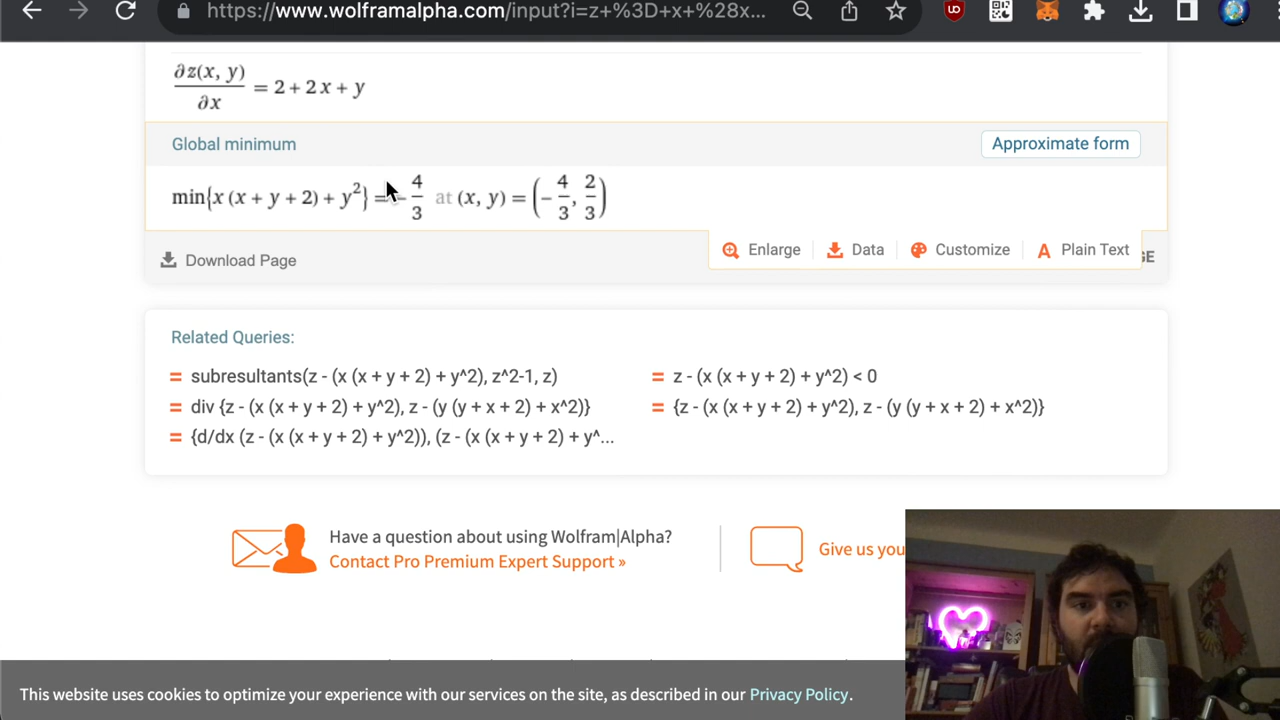 https://www.wolframalpha.com/input?i=z+%3D+x+%28x...
∂z(x, y)/∂x = 2 + 2x + y
Global minimum
Approximate form
min{x (x + y + 2) + y²} = -4/3 at (x, y) = (-4/3, 2/3)
Download Page
Enlarge
Data
Customize
Plain Text
GE
Related Queries:
= subresultants(z - (x (x + y + 2) + y^2), z^2-1, z)
= z - (x (x + y + 2) + y^2) < 0
= div {z - (x (x + y + 2) + y^2), z - (y (y + x + 2) + x^2)}
= {z - (x (x + y + 2) + y^2), z - (y (y + x + 2) + x^2)}
= {d/dx (z - (x (x + y + 2) + y^2)), (z - (x (x + y + 2) + y^...
Have a question about using Wolfram|Alpha?
Contact Pro Premium Expert Support »
Give us you
This website uses cookies to optimize your experience with our services on the site, as described in our Privacy Policy.